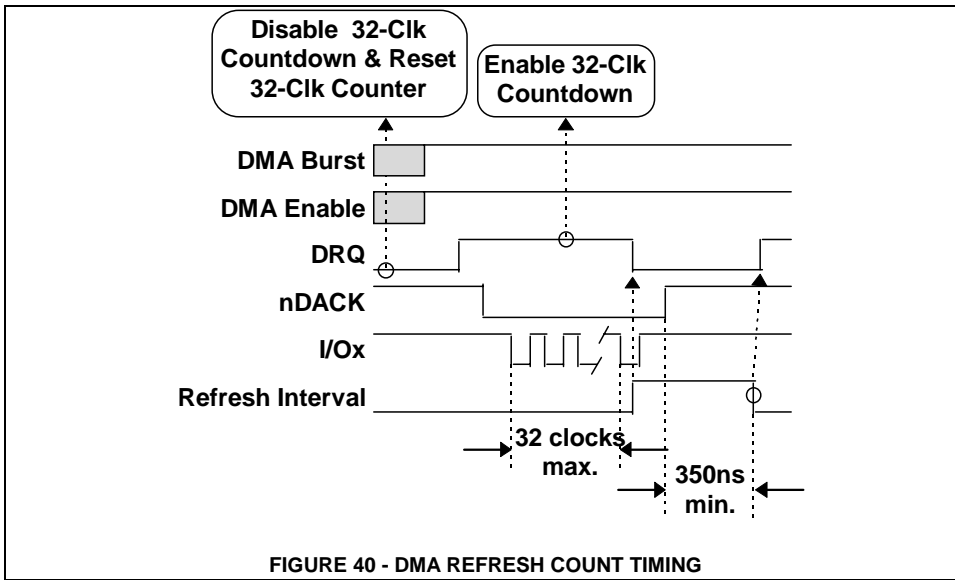 Disable 32-Clk
Countdown & Reset
32-Clk Counter
Enable 32-Clk
Countdown
DMA Burst
DMA Enable
DRQ
nDACK
I/Ox
Refresh Interval
32 clocks
max.
350ns
min.
FIGURE 40 - DMA REFRESH COUNT TIMING